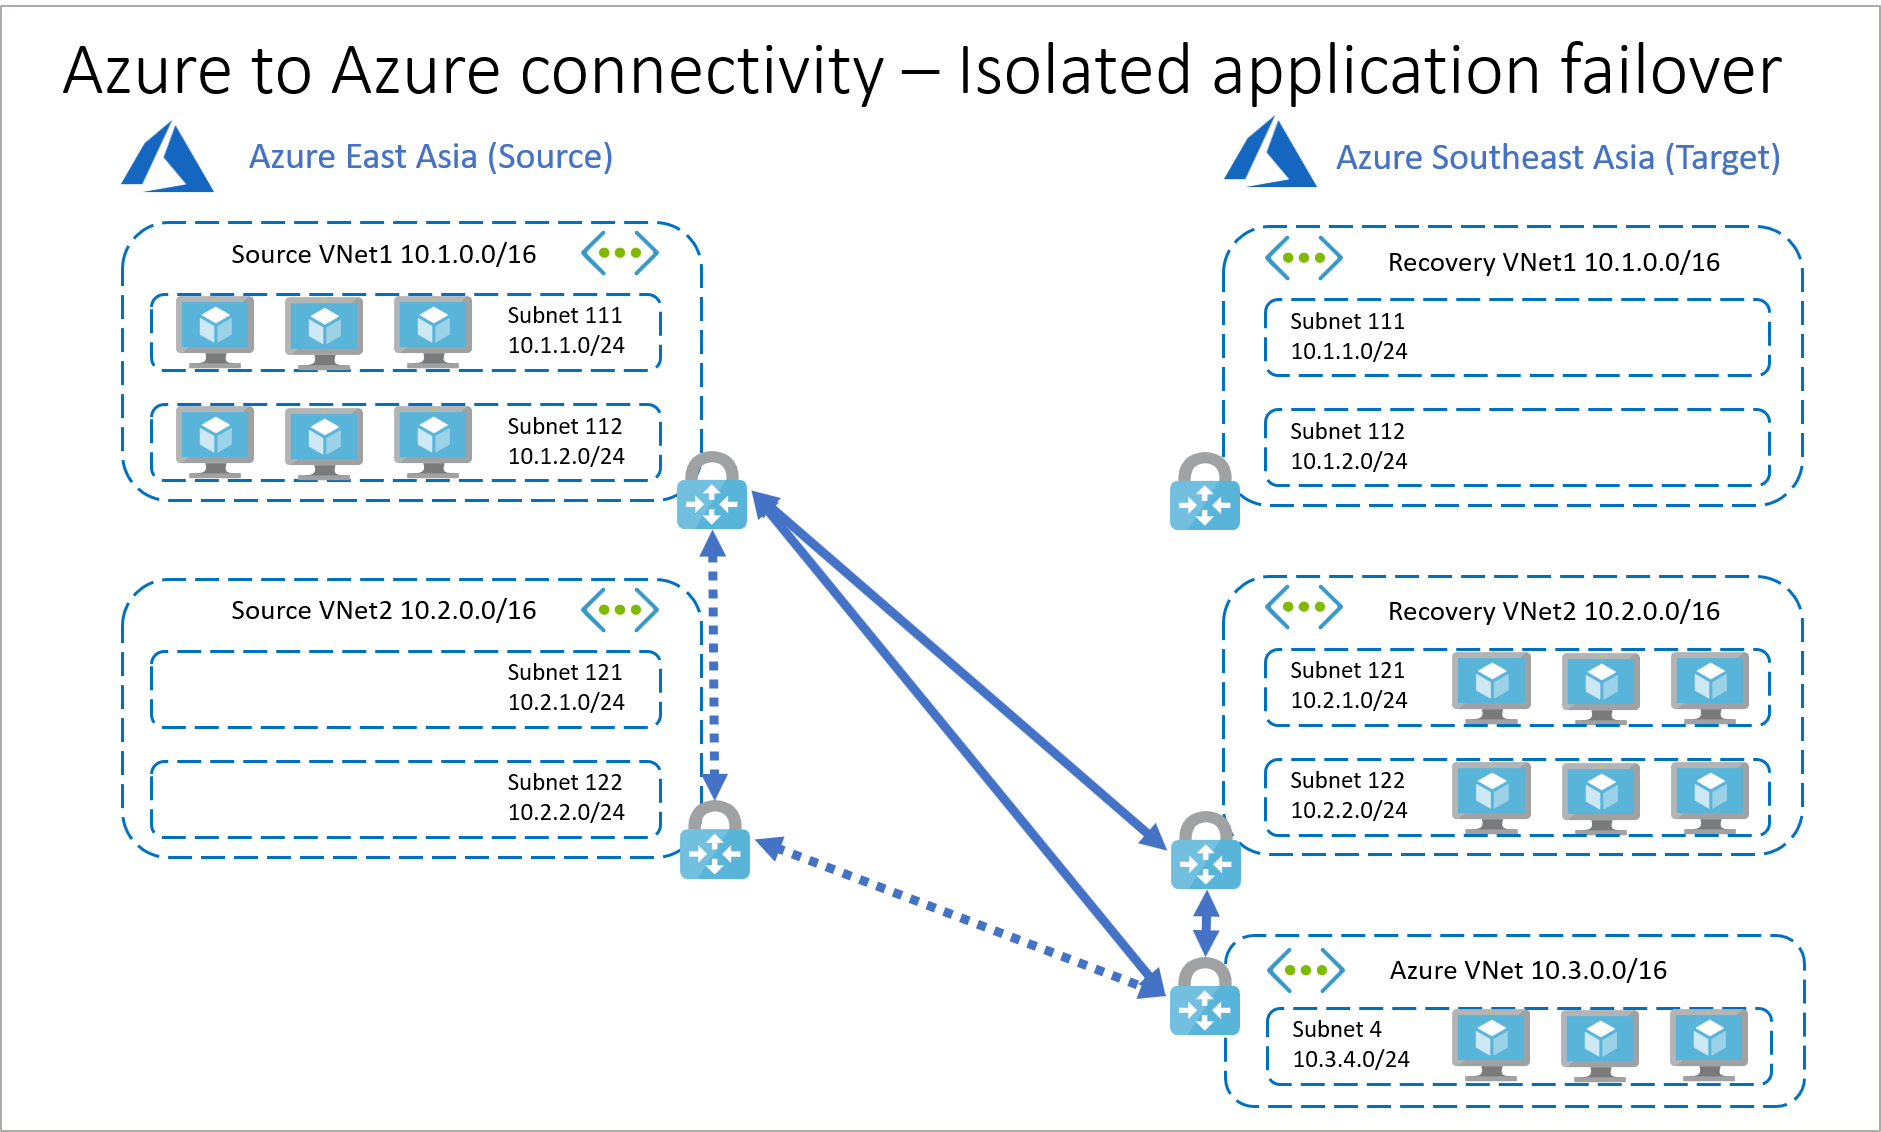 Azure to Azure connectivity – Isolated application failover
Azure East Asia (Source)
Azure Southeast Asia (Target)
Source VNet1 10.1.0.0/16
Subnet 111
10.1.1.0/24
Subnet 112
10.1.2.0/24
Recovery VNet1 10.1.0.0/16
Subnet 111
10.1.1.0/24
Subnet 112
10.1.2.0/24
Source VNet2 10.2.0.0/16
Subnet 121
10.2.1.0/24
Subnet 122
10.2.2.0/24
Recovery VNet2 10.2.0.0/16
Subnet 121
10.2.1.0/24
Subnet 122
10.2.2.0/24
Azure VNet 10.3.0.0/16
Subnet 4
10.3.4.0/24